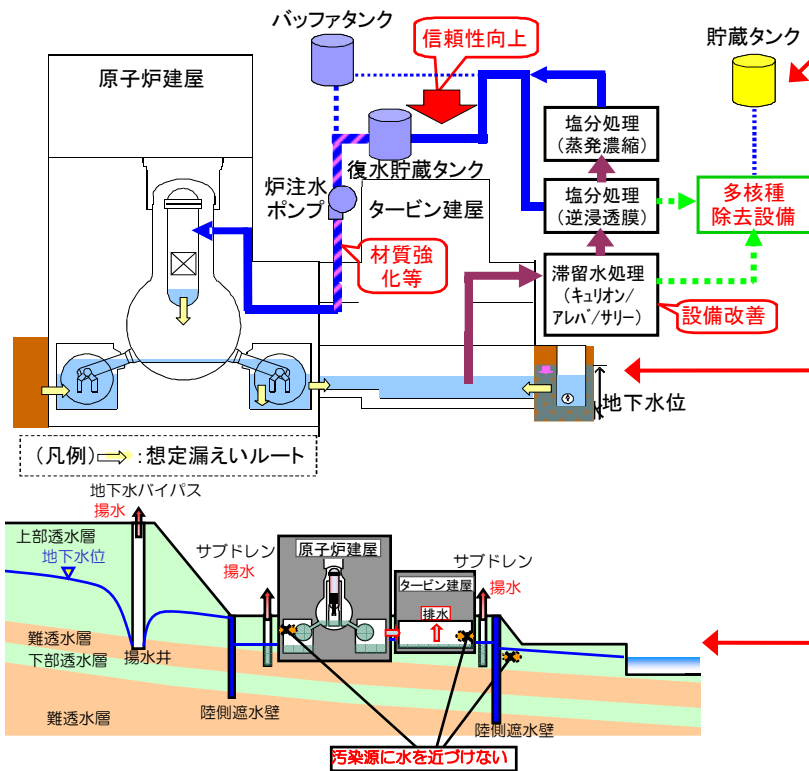 バッファタンク
信頼性向上
貯蔵タンク
原子炉建屋
塩分処理
(蒸発濃縮)
復水貯蔵タンク
炉注水
ポンプ
タービン建屋
塩分処理
(逆浸透膜)
多核種
除去設備
材質強
化等
滞留水処理
(キュリオン/
アレバ/サリー)
設備改善
地下水位
(凡例) :想定漏えいルート
地下水バイパス
揚水
上部透水層
地下水位
サブドレン
揚水
原子炉建屋
サブドレン
揚水
タービン建屋
排水
難透水層
下部透水層
揚水井
難透水層
陸側遮水壁
陸側遮水壁
汚染源に水を近づけない